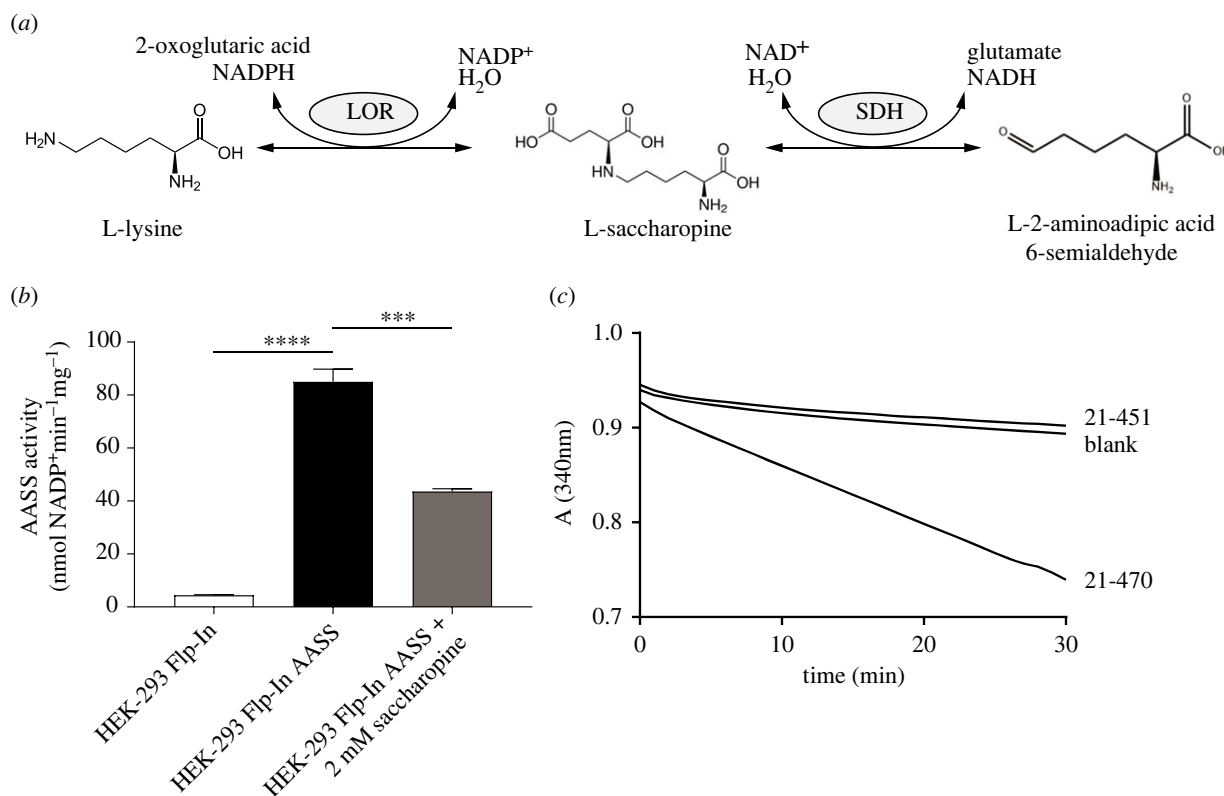 (a)
2-oxoglutaric acid
NADPH
NADP+
H2O
LOR
NAD+
H2O
glutamate
NADH
SDH
H2N
O
OH
NH2
L-lysine
O
HO
O
OH
HN
O
OH
NH2
L-saccharopine
O
O
OH
NH2
L-2-aminoadipic acid
6-semialdehyde
(b)
AASS activity
(nmol NADP+min−1mg−1)
100
80
60
40
20
0
****
***
HEK-293 Flp-In
HEK-293 Flp-In AASS
HEK-293 Flp-In AASS +
2 mM saccharopine
(c)
A (340nm)
1.0
0.9
0.8
0.7
21-451
blank
21-470
0
10
20
30
time (min)